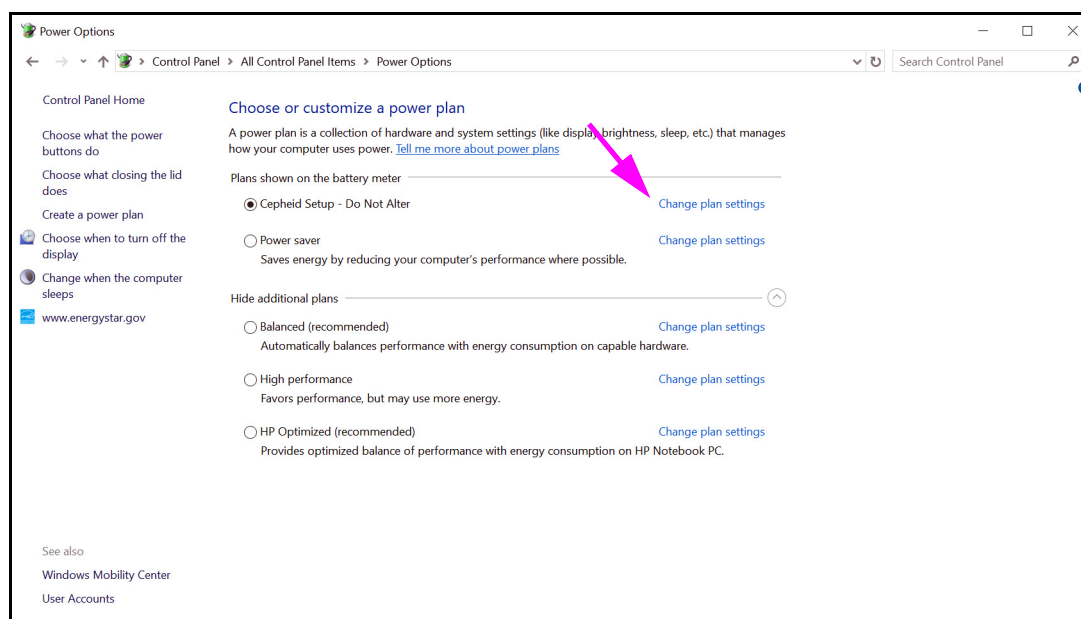 Power Options
Control Panel > All Control Panel Items > Power Options
Search Control Panel
Control Panel Home
Choose what the power
buttons do
Choose what closing the lid
does
Create a power plan
Choose when to turn off the
display
Change when the computer
sleeps
www.energystar.gov
Choose or customize a power plan
A power plan is a collection of hardware and system settings (like display brightness, sleep, etc.) that manages
how your computer uses power. Tell me more about power plans
Plans shown on the battery meter
Cepheid Setup - Do Not Alter Change plan settings
Power saver Change plan settings
Saves energy by reducing your computer's performance where possible.
Hide additional plans
Balanced (recommended) Change plan settings
Automatically balances performance with energy consumption on capable hardware.
High performance Change plan settings
Favors performance, but may use more energy.
HP Optimized (recommended) Change plan settings
Provides optimized balance of performance with energy consumption on HP Notebook PC.
See also
Windows Mobility Center
User Accounts